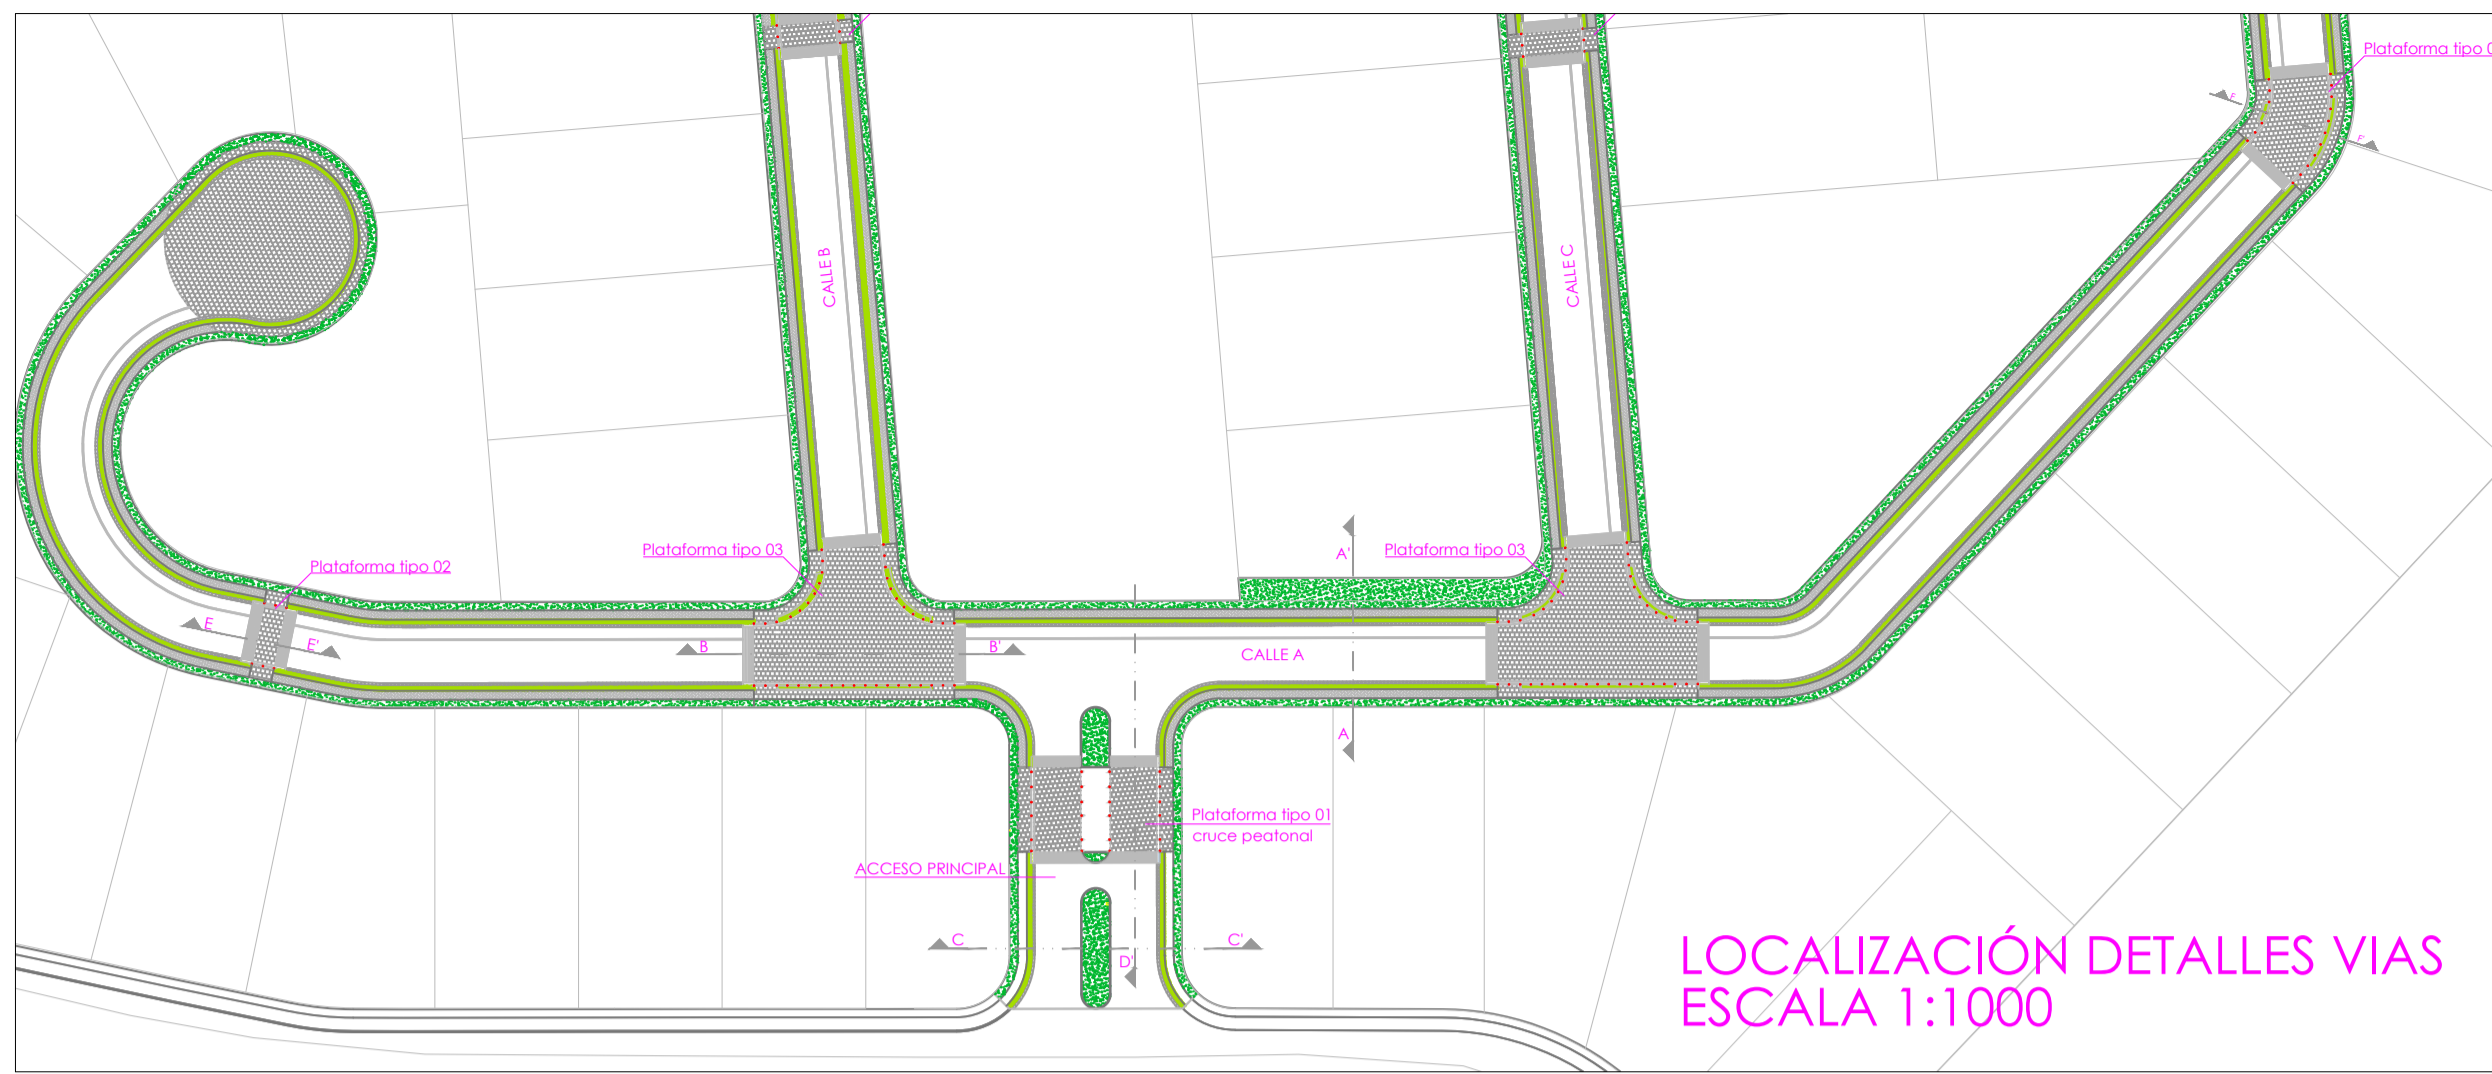 Plataforma tipo 0
F
F'
CALLE B
CALLE C
Plataforma tipo 03
Plataforma tipo 03
A'
Plataforma tipo 02
E
E'
B
B'
CALLE A
A
Plataforma tipo 01
cruce peatonal
ACCESO PRINCIPAL
C
C'
D'
LOCALIZACIÓN DETALLES VIAS
ESCALA 1:1000